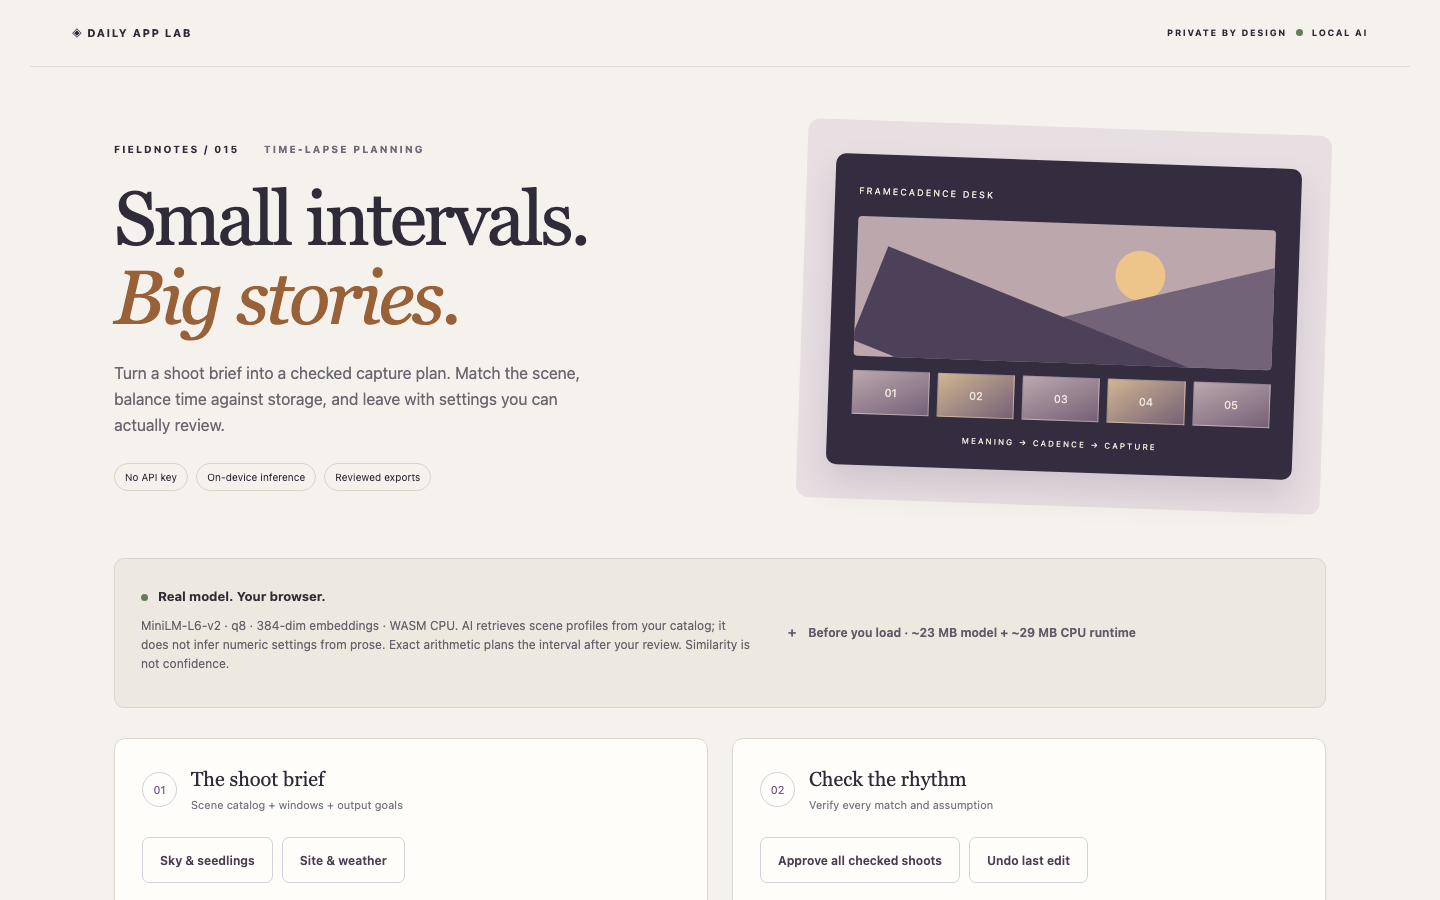 ◈ DAILY APP LAB
PRIVATE BY DESIGN ● LOCAL AI
FIELDNOTES / 015 TIME-LAPSE PLANNING
Small intervals.
Big stories.
Turn a shoot brief into a checked capture plan. Match the scene,
balance time against storage, and leave with settings you can
actually review.
No API key
On-device inference
Reviewed exports
FRAMECADENCE DESK
01
02
03
04
05
MEANING → CADENCE → CAPTURE
Real model. Your browser.
MiniLM-L6-v2 · q8 · 384-dim embeddings · WASM CPU. AI retrieves scene profiles from your catalog; it
does not infer numeric settings from prose. Exact arithmetic plans the interval after your review. Similarity is
not confidence.
+ Before you load · ~23 MB model + ~29 MB CPU runtime
01
The shoot brief
Scene catalog + windows + output goals
Sky & seedlings
Site & weather
02
Check the rhythm
Verify every match and assumption
Approve all checked shoots
Undo last edit